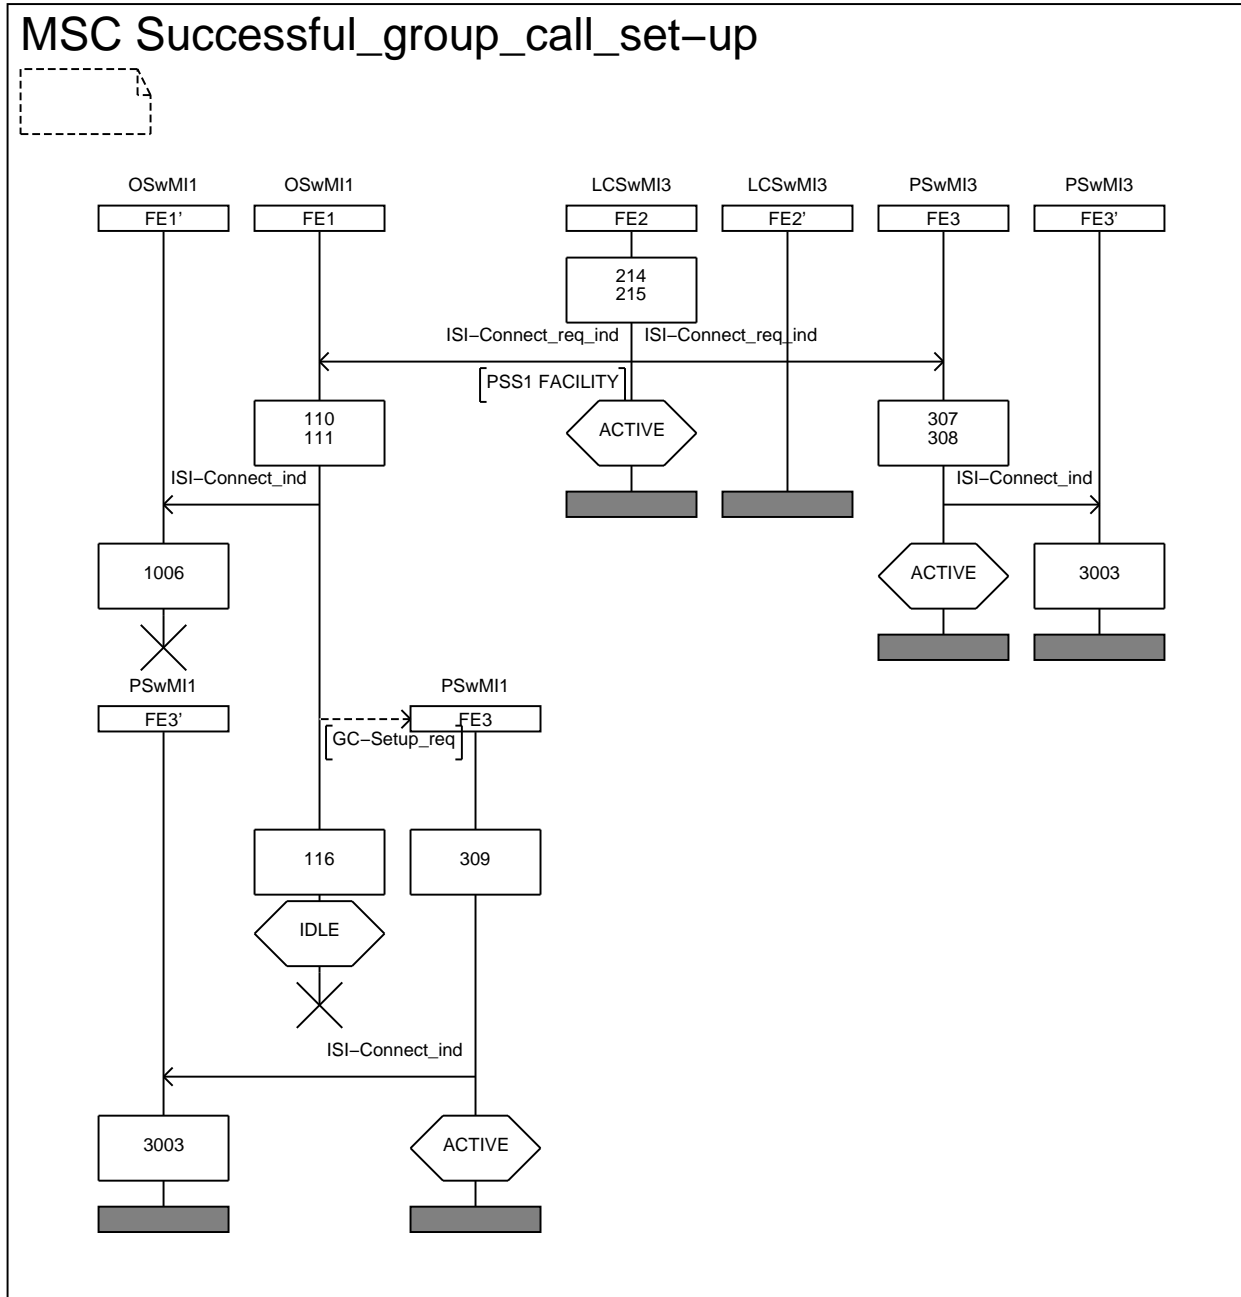 MSC Successful_group_call_set−up
OSwMI1 OSwMI1 LCSwMI3 LCSwMI3 PSwMI3 PSwMI3
FE1’ FE1 FE2 FE2’ FE3 FE3’
214
215
ISI−Connect_req_ind ISI−Connect_req_ind
PSS1 FACILITY
110
111
ACTIVE
307
308
ISI−Connect_ind ISI−Connect_ind
1006 ACTIVE 3003
PSwMI1 PSwMI1
FE3’ FE3
GC−Setup_req
116 309
IDLE
ISI−Connect_ind
3003 ACTIVE